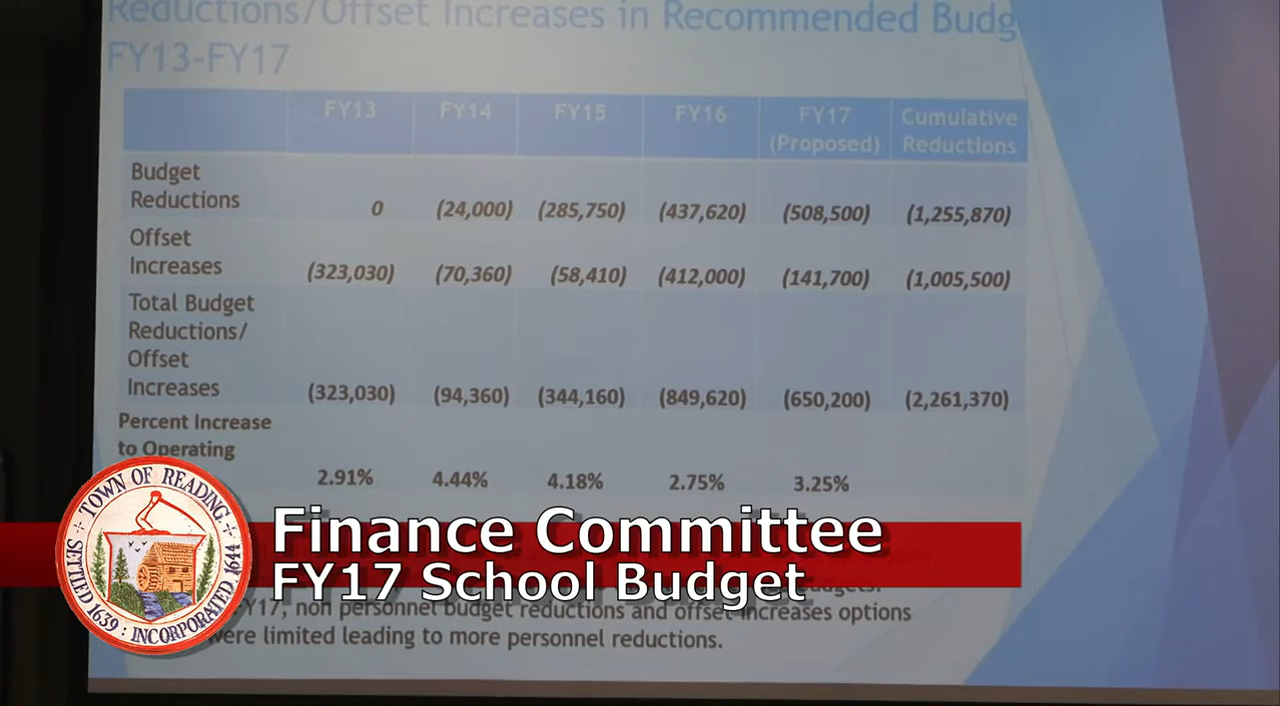 Reductions/Offset Increases in Recommended Budg
FY13-FY17
FY13 FY14 FY15 FY16 FY17 (Proposed) Cumulative Reductions
Budget Reductions 0 (24,000) (285,750) (437,620) (508,500) (1,255,870)
Offset Increases (323,030) (70,360) (58,410) (412,000) (141,700) (1,005,500)
Total Budget Reductions/ Offset Increases (323,030) (94,360) (344,160) (849,620) (650,200) (2,261,370)
Percent Increase to Operating 2.91% 4.44% 4.18% 2.75% 3.25%
TOWN OF READING
SETTLED 1639 : INCORPORATED 1644
Finance Committee
FY17 School Budget
FY17, non personnel budget reductions and offset increases options
were limited leading to more personnel reductions.